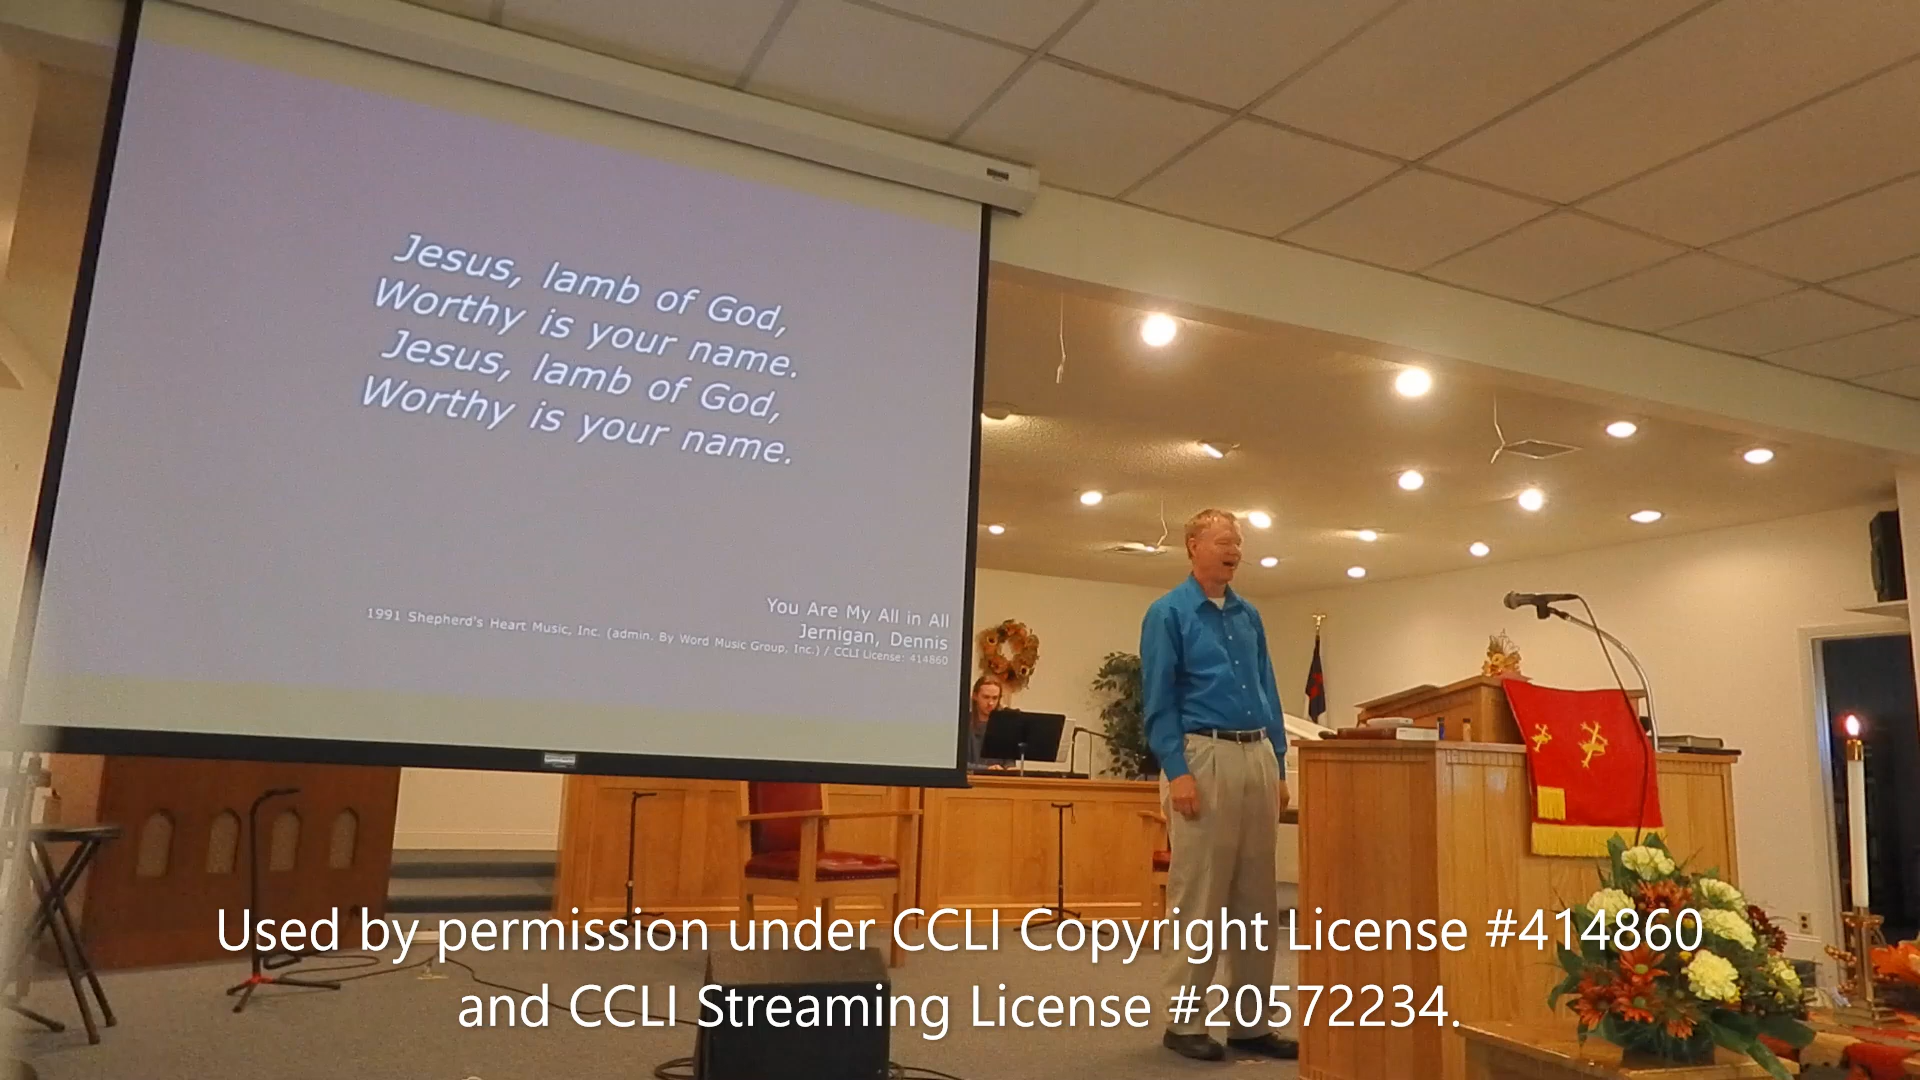 Jesus, lamb of God,
Worthy is your name.
Jesus, lamb of God,
Worthy is your name.
You Are My All in All
Jernigan, Dennis
1991 Shepherd's Heart Music, Inc. (admin. By Word Music Group, Inc.) / CCLI License: 414860
Used by permission under CCLI Copyright License #414860
and CCLI Streaming License #20572234.